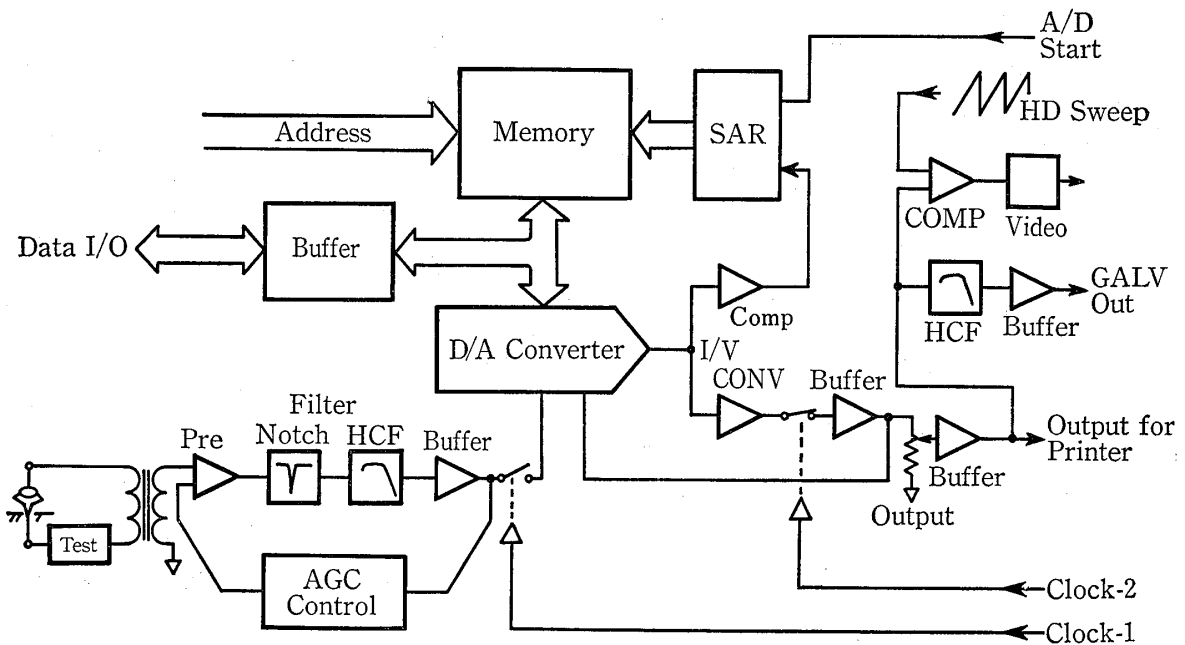 A/D
Start
HD Sweep
Address
Memory
SAR
COMP
Video
Data I/O
Buffer
GALV
Out
HCF
Buffer
Comp
D/A Converter
I/V
CONV
Buffer
Filter
Notch
HCF
Buffer
Pre
Output for
Printer
Buffer
Output
Test
AGC
Control
Clock-2
Clock-1